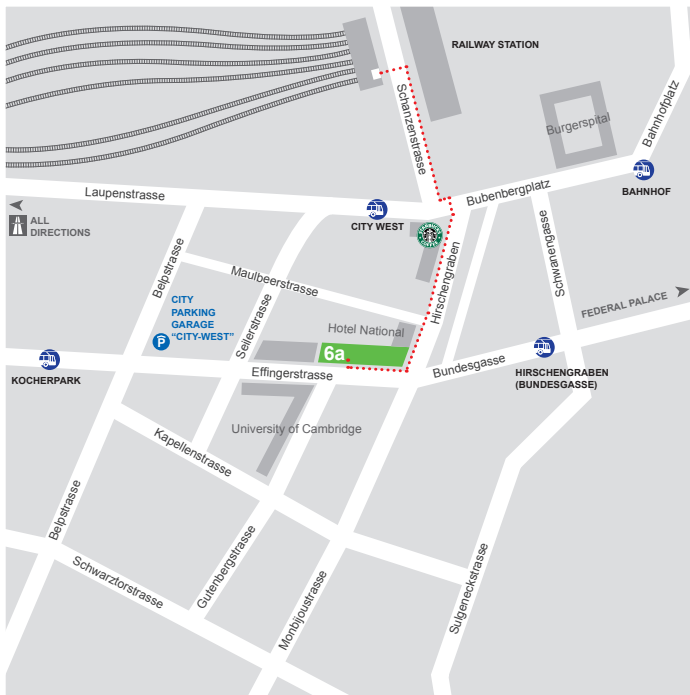 RAILWAY STATION
Schanzenstrasse
Burgerspital
Bahnhofplatz
BAHNHOF
Laupenstrasse
Bubenbergplatz
ALL
DIRECTIONS
CITY WEST
Belpstrasse
Maulbeerstrasse
Hirschengraben
Schwanengasse
CITY
PARKING
GARAGE
“CITY-WEST”
P
Seilerstrasse
Hotel National
FEDERAL PALACE
6a
KOCHERPARK
Effingerstrasse
Bundesgasse
HIRSCHENGRABEN
(BUNDESGASSE)
University of Cambridge
Kapellenstrasse
Belpstrasse
Schwarztorstrasse
Gutenbergstrasse
Monbijoustrasse
Sulgeneckstrasse